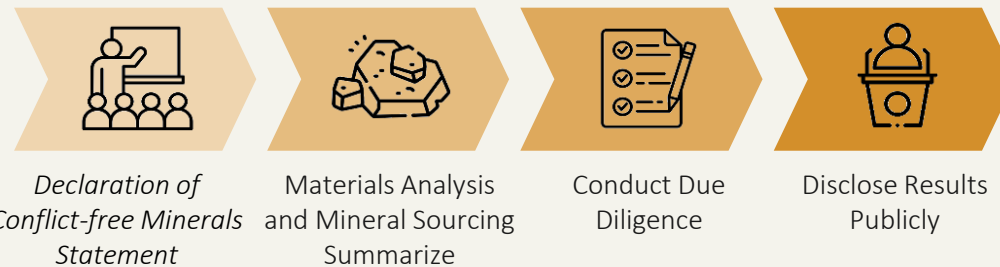 Declaration of
Conflict-free Minerals
Statement
Materials Analysis
and Mineral Sourcing
Summarize
Conduct Due
Diligence
Disclose Results
Publicly